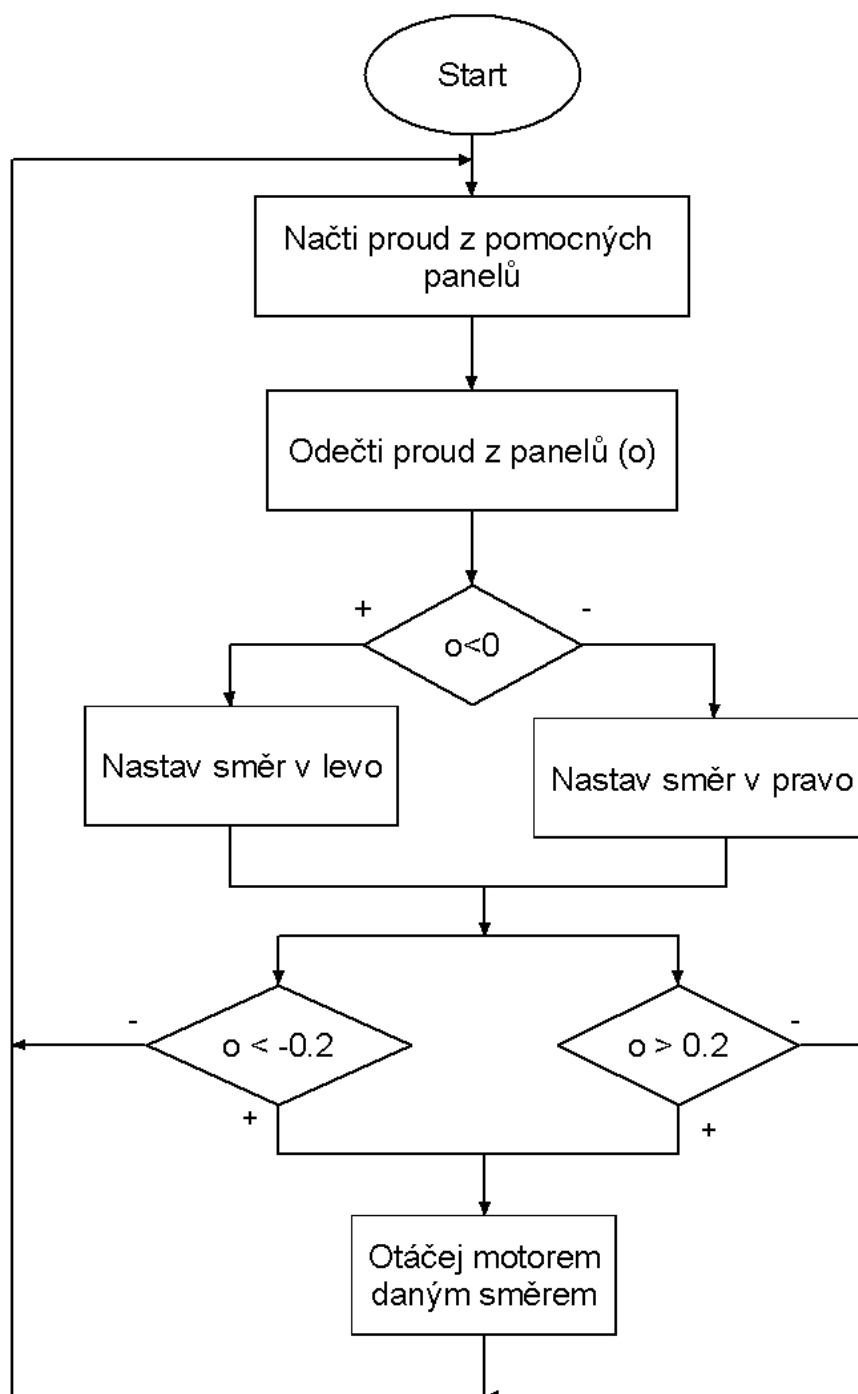 Start
Načti proud z pomocných
panelů
Odečti proud z panelů (o)
+
-
o<0
Nastav směr v levo
Nastav směr v pravo
-
o < -0.2
o > 0.2
-
+
+
Otáčej motorem
daným směrem